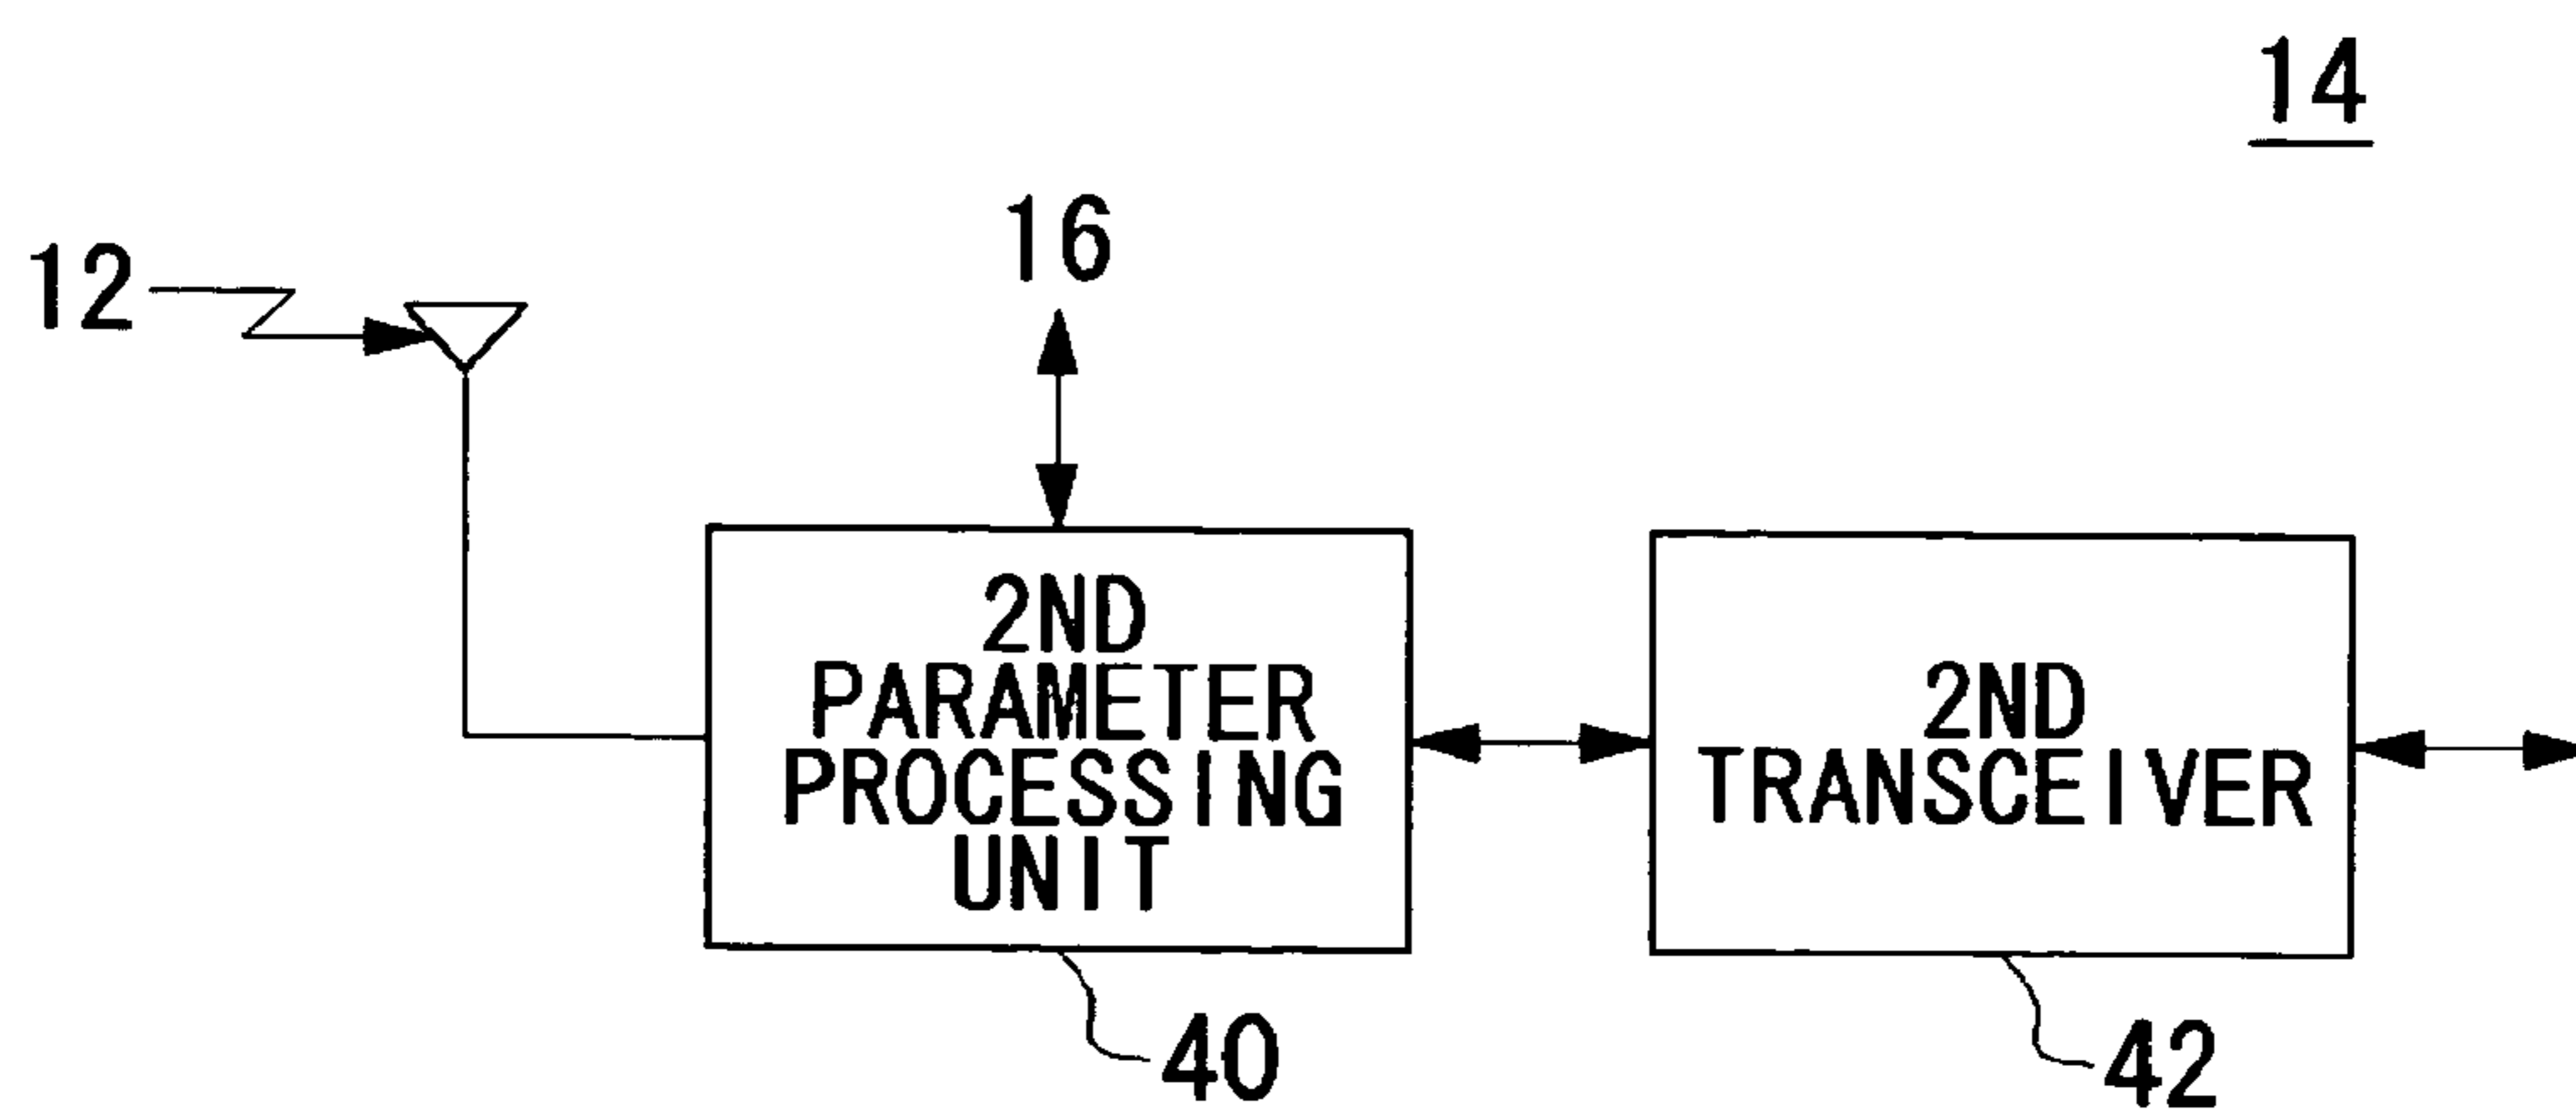 14
16
12
2ND
PARAMETER
PROCESSING
UNIT
2ND
TRANSCEIVER
40
42